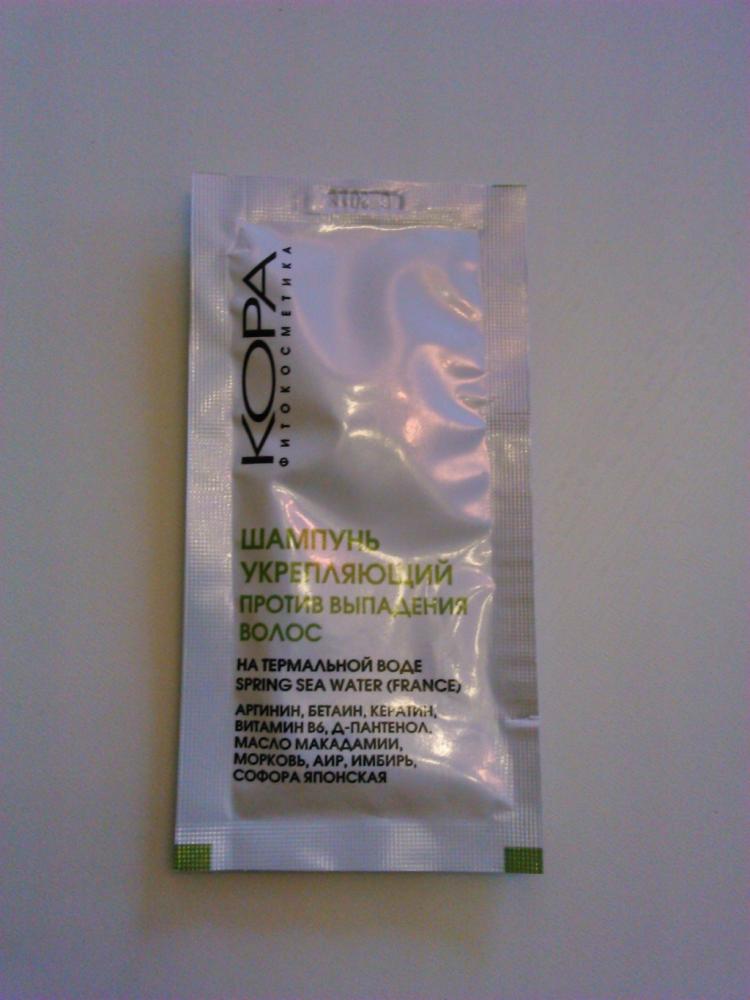 КОРА
ФИТОКОСМЕТИКА
ШАМПУНЬ
УКРЕПЛЯЮЩИЙ
ПРОТИВ ВЫПАДЕНИЯ
ВОЛОС
НА ТЕРМАЛЬНОЙ ВОДЕ
SPRING SEA WATER (FRANCE)
АРГИНИН, БЕТАИН, КЕРАТИН,
ВИТАМИН В6, Д-ПАНТЕНОЛ.
МАСЛО МАКАДАМИИ,
МОРКОВЬ, АИР, ИМБИРЬ,
СОФОРА ЯПОНСКАЯ